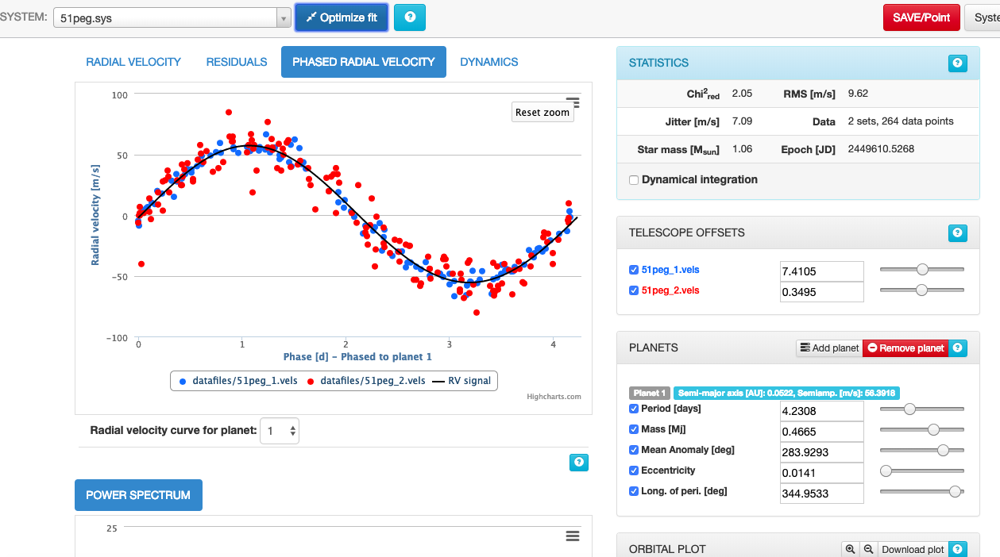 SYSTEM: 51peg.sys Optimize fit ? SAVE/Point Syste
RADIAL VELOCITY RESIDUALS PHASED RADIAL VELOCITY DYNAMICS
Reset zoom
Radial velocity [m/s]
100
50
0
-50
-100
0 1 2 3 4
Phase [d] - Phased to planet 1
datafiles/51peg_1.vels datafiles/51peg_2.vels RV signal
Highcharts.com
Radial velocity curve for planet: 1
?
POWER SPECTRUM
25
STATISTICS ?
Chi²red 2.05 RMS [m/s] 9.62
Jitter [m/s] 7.09 Data 2 sets, 264 data points
Star mass [Msun] 1.06 Epoch [JD] 2449610.5268
Dynamical integration
TELESCOPE OFFSETS ?
51peg_1.vels 7.4105
51peg_2.vels 0.3495
PLANETS Add planet Remove planet ?
Planet 1 Semi-major axis [AU]: 0.0522, Semiamp. [m/s]: 56.3918
Period [days] 4.2308
Mass [Mj] 0.4665
Mean Anomaly [deg] 283.9293
Eccentricity 0.0141
Long. of peri. [deg] 344.9533
ORBITAL PLOT Download plot ?